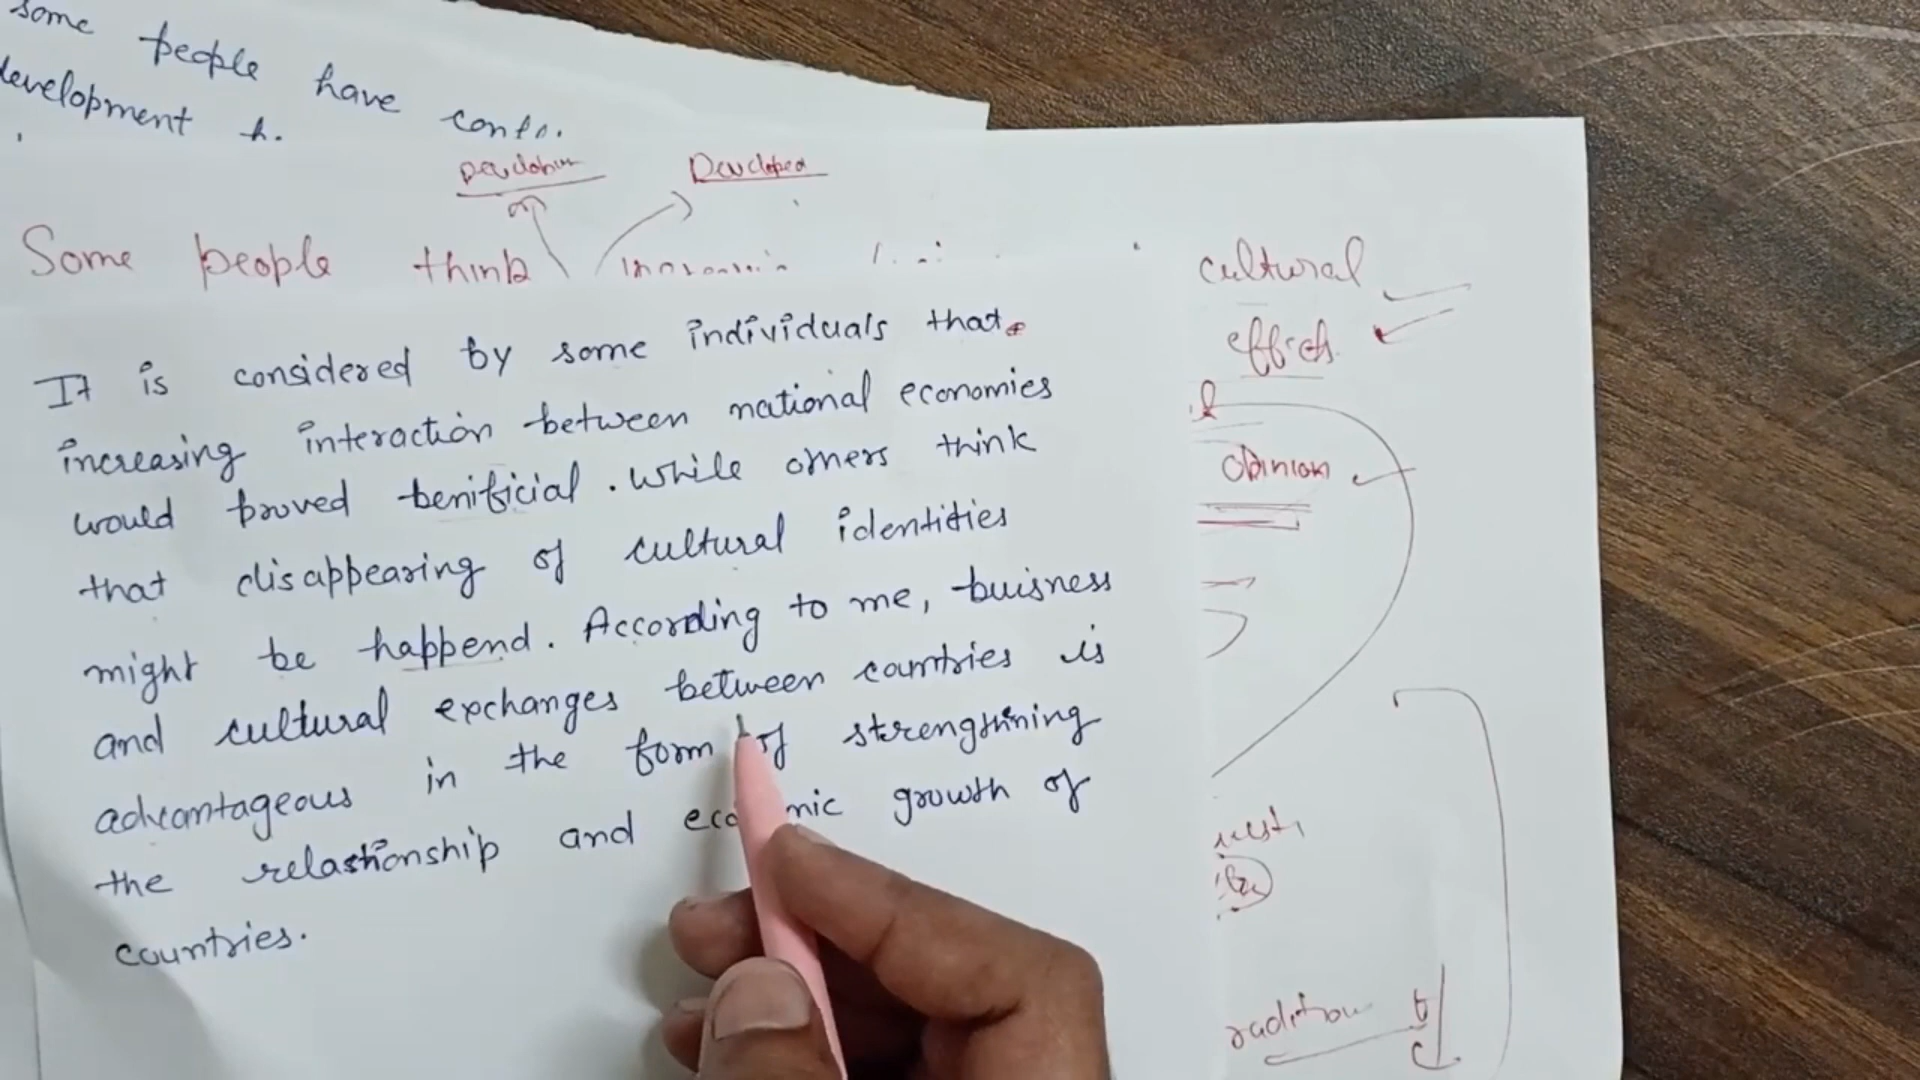 some people have
development
Developed
Some people think
cultural
effects
opinion
It is considered by some individuals that
increasing interaction between national economies
would proved benificial. While others think
that disappearing of cultural identities
might be happend. According to me, buisness
and cultural exchanges between countries is
advantageous in the form of strengthining
the relastionship and growth of
countries.